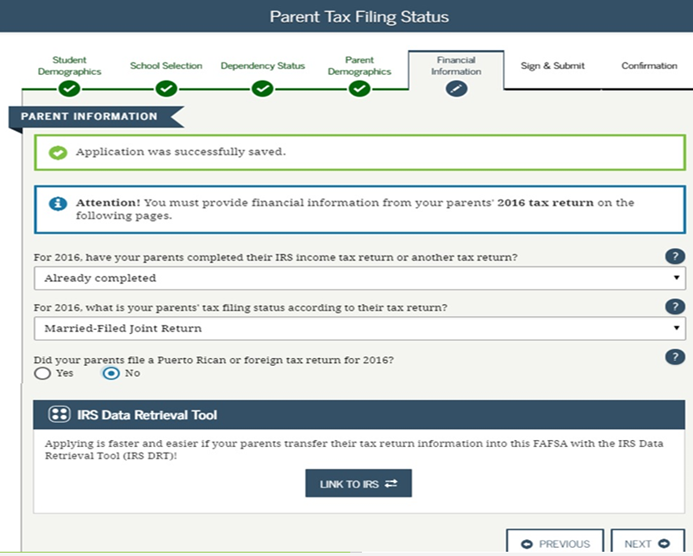 Parent Tax Filing Status
Student Demographics
School Selection
Dependency Status
Parent Demographics
Financial Information
Sign & Submit
Confirmation
PARENT INFORMATION
Application was successfully saved.
Attention! You must provide financial information from your parents' 2016 tax return on the
following pages.
For 2016, have your parents completed their IRS income tax return or another tax return?
?
Already completed
For 2016, what is your parents' tax filing status according to their tax return?
?
Married-Filed Joint Return
Did your parents file a Puerto Rican or foreign tax return for 2016?
?
Yes No
IRS Data Retrieval Tool
Applying is faster and easier if your parents transfer their tax return information into this FAFSA with the IRS Data
Retrieval Tool (IRS DRT)!
LINK TO IRS
PREVIOUS NEXT